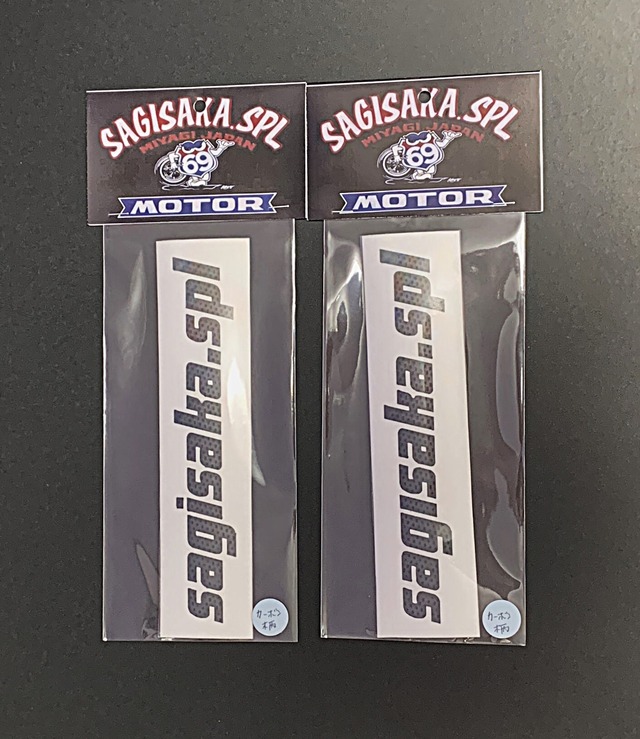 SAGISAKA.SPL
MIYAGI JAPAN
69
MOTOR
sagisaka.spl
カーボン
柄
SAGISAKA.SPL
MIYAGI JAPAN
69
MOTOR
sagisaka.spl
カーボン
柄